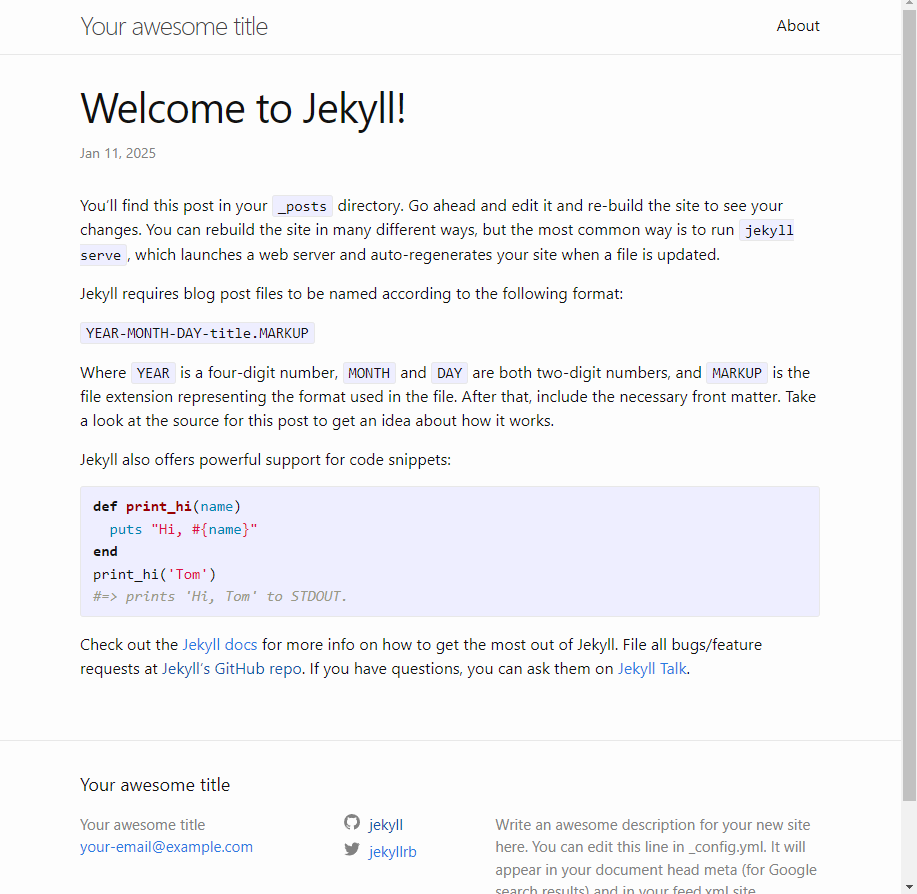 Your awesome title
About
Welcome to Jekyll!
Jan 11, 2025
You’ll find this post in your _posts directory. Go ahead and edit it and re-build the site to see your
changes. You can rebuild the site in many different ways, but the most common way is to run jekyll
serve, which launches a web server and auto-regenerates your site when a file is updated.
Jekyll requires blog post files to be named according to the following format:
YEAR-MONTH-DAY-title.MARKUP
Where YEAR is a four-digit number, MONTH and DAY are both two-digit numbers, and MARKUP is the
file extension representing the format used in the file. After that, include the necessary front matter. Take
a look at the source for this post to get an idea about how it works.
Jekyll also offers powerful support for code snippets:
def print_hi(name)
  puts "Hi, #{name}"
end
print_hi('Tom')
#=> prints 'Hi, Tom' to STDOUT.
Check out the Jekyll docs for more info on how to get the most out of Jekyll. File all bugs/feature
requests at Jekyll’s GitHub repo. If you have questions, you can ask them on Jekyll Talk.
Your awesome title
Your awesome title
your-email@example.com
jekyll
jekyllrb
Write an awesome description for your new site
here. You can edit this line in _config.yml. It will
appear in your document head meta (for Google
search results) and in your feed.xml site